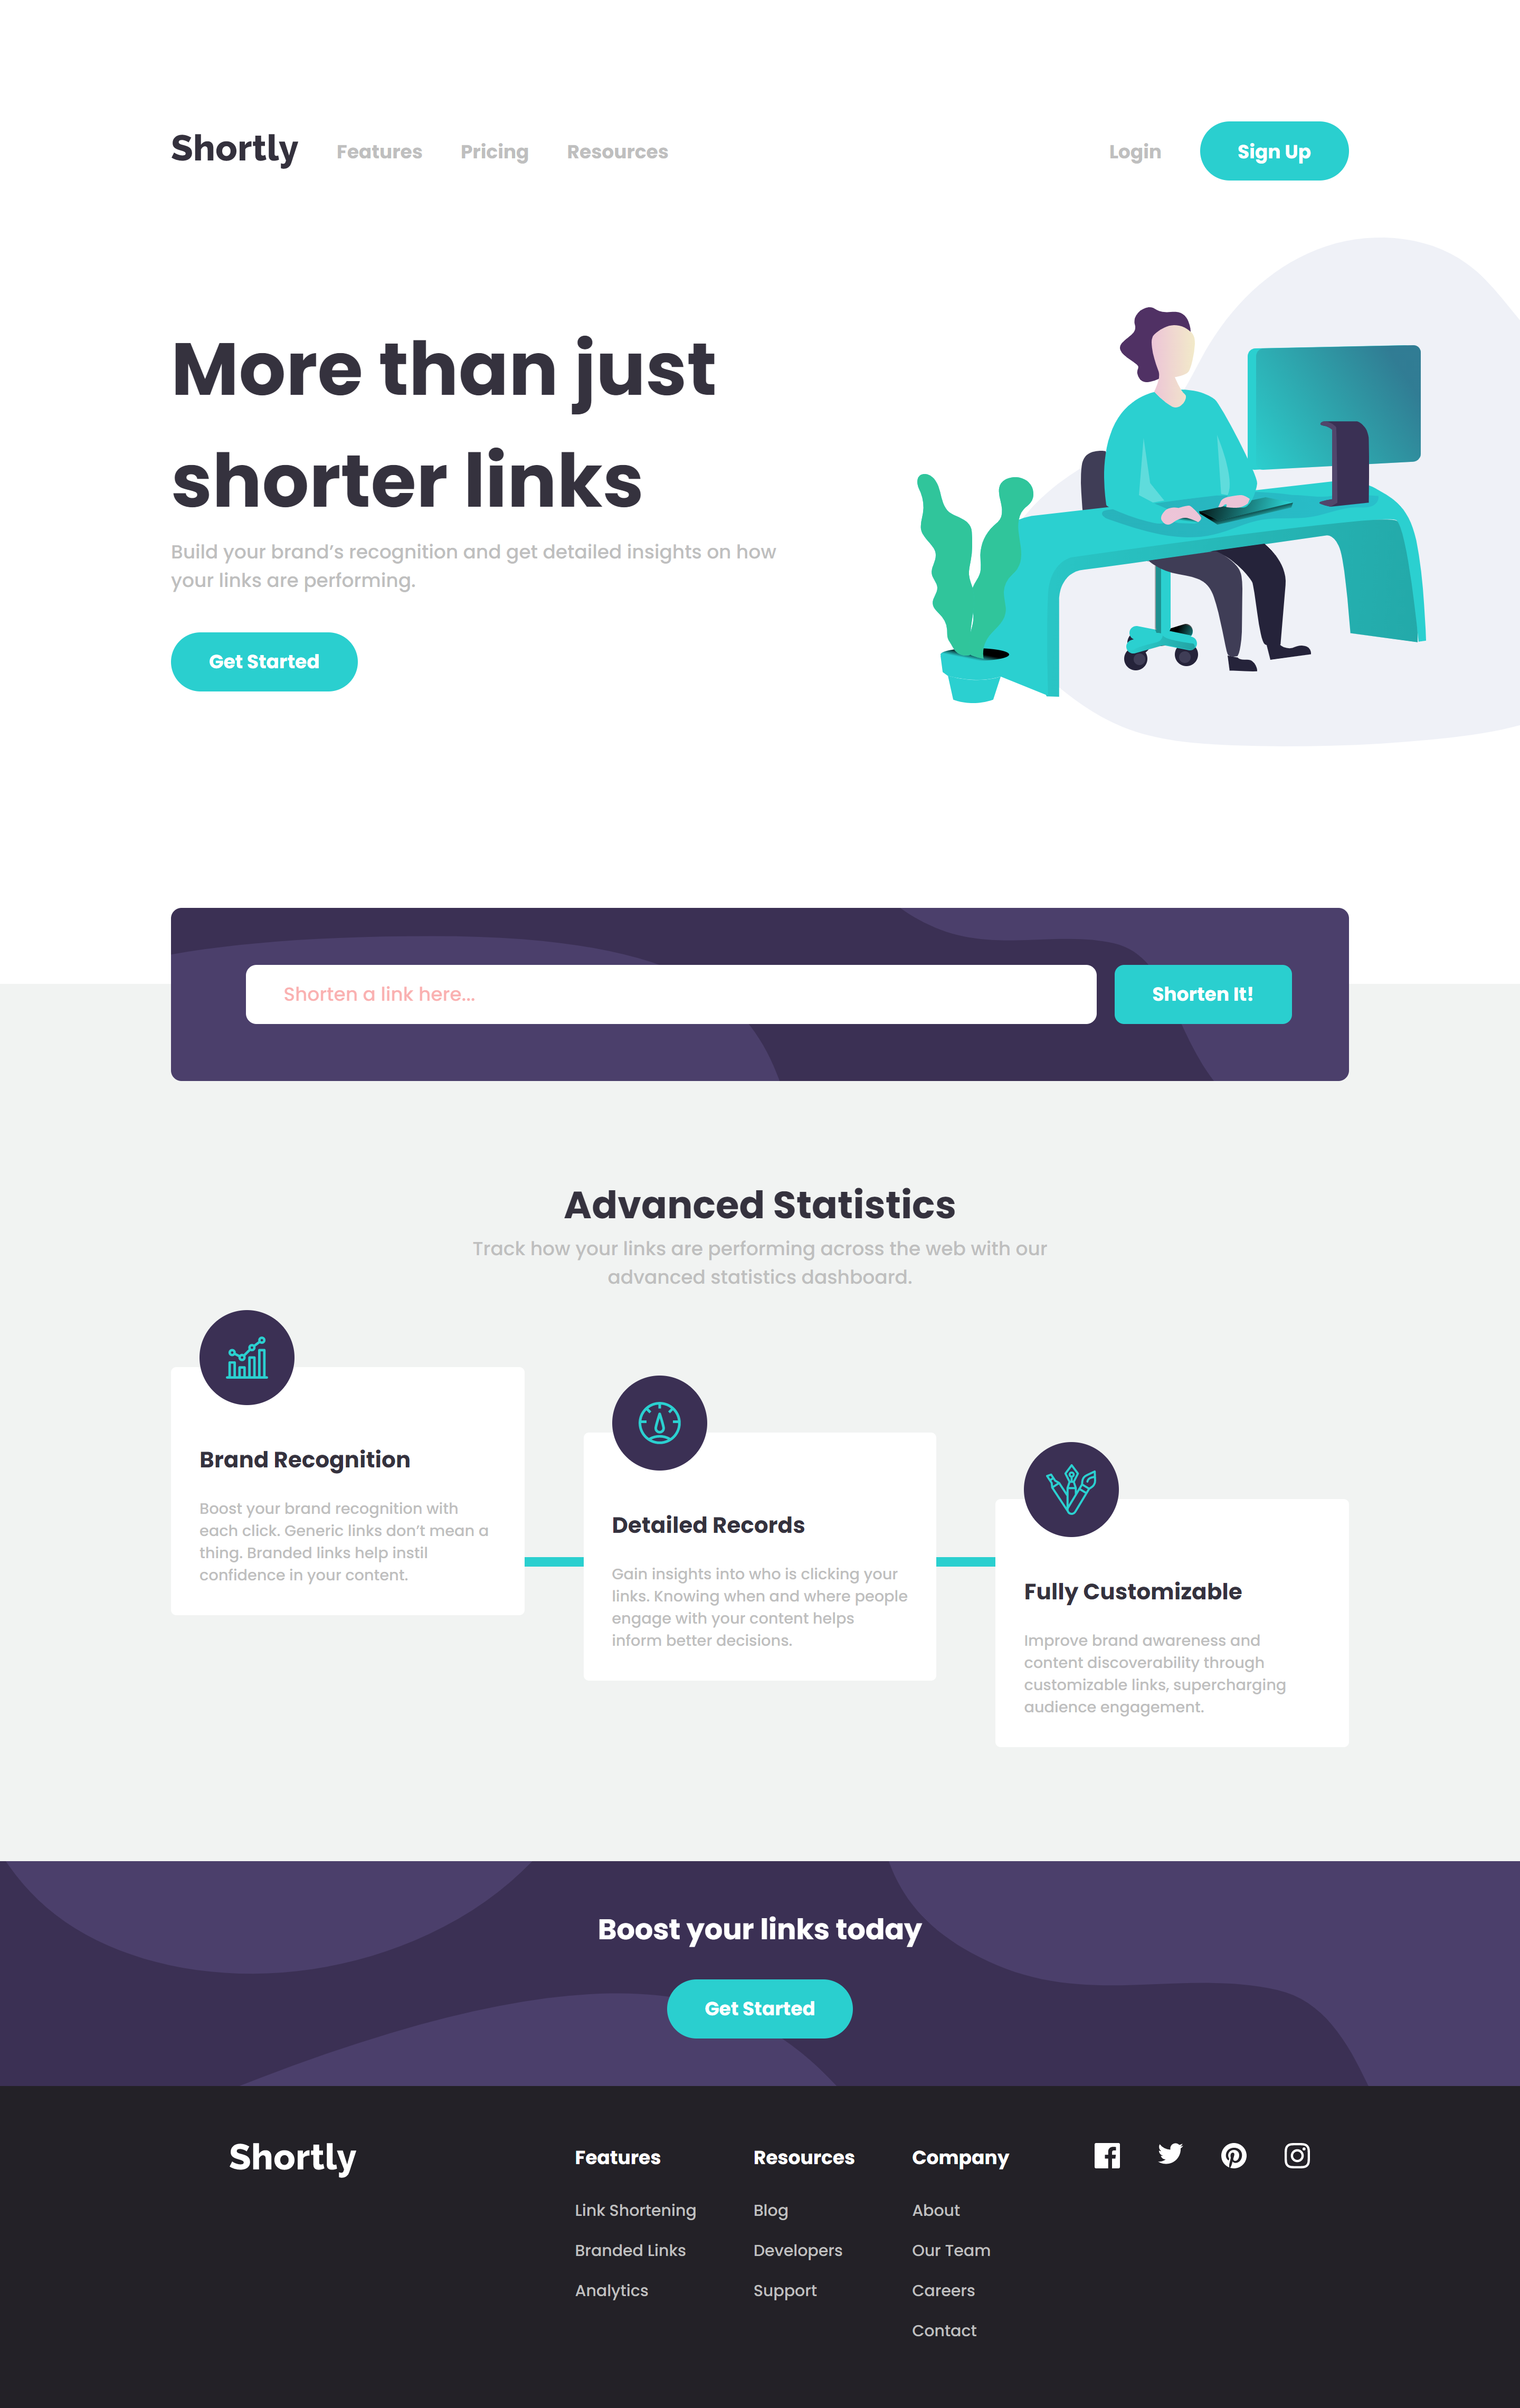 Shortly
Features
Pricing
Resources
Login
Sign Up
More than just
shorter links
Build your brand’s recognition and get detailed insights on how
your links are performing.
Get Started
Shorten a link here...
Shorten It!
Advanced Statistics
Track how your links are performing across the web with our
advanced statistics dashboard.
Brand Recognition
Boost your brand recognition with
each click. Generic links don’t mean a
thing. Branded links help instil
confidence in your content.
Detailed Records
Gain insights into who is clicking your
links. Knowing when and where people
engage with your content helps
inform better decisions.
Fully Customizable
Improve brand awareness and
content discoverability through
customizable links, supercharging
audience engagement.
Boost your links today
Get Started
Shortly
Features
Link Shortening
Branded Links
Analytics
Resources
Blog
Developers
Support
Company
About
Our Team
Careers
Contact